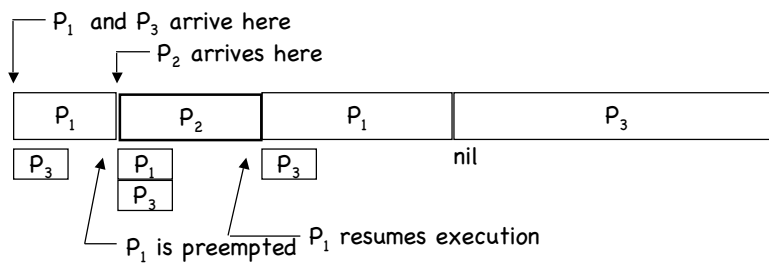 P₁ and P₃ arrive here
P₂ arrives here
P₁ P₂ P₁ P₃
P₃ P₁ P₃ nil
P₃
P₁ is preempted P₁ resumes execution